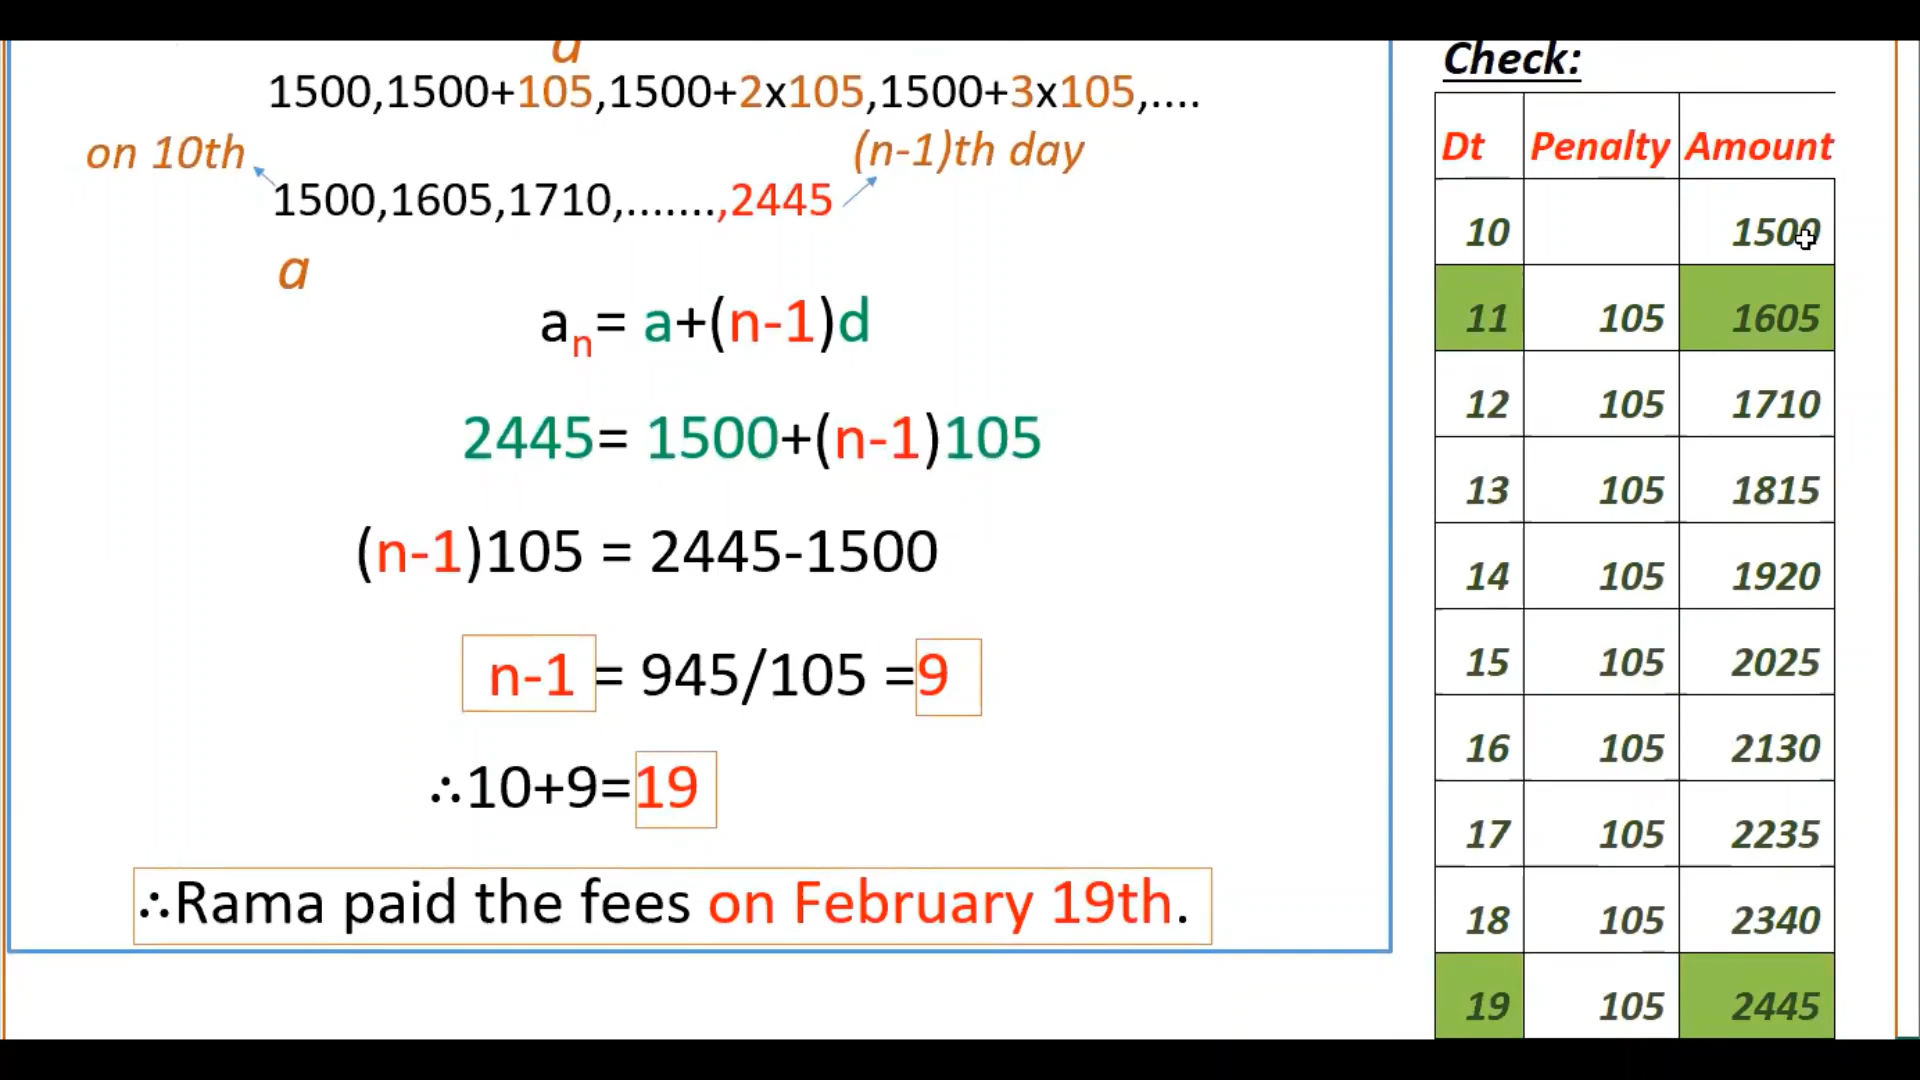 d
1500,1500+105,1500+2x105,1500+3x105,....
on 10th
(n-1)th day
1500,1605,1710,.......,2445
a
an= a+(n-1)d
2445= 1500+(n-1)105
(n-1)105 = 2445-1500
n-1 = 945/105 =9
∴10+9=19
∴Rama paid the fees on February 19th.
Check:
Dt Penalty Amount
10 1500
11 105 1605
12 105 1710
13 105 1815
14 105 1920
15 105 2025
16 105 2130
17 105 2235
18 105 2340
19 105 2445